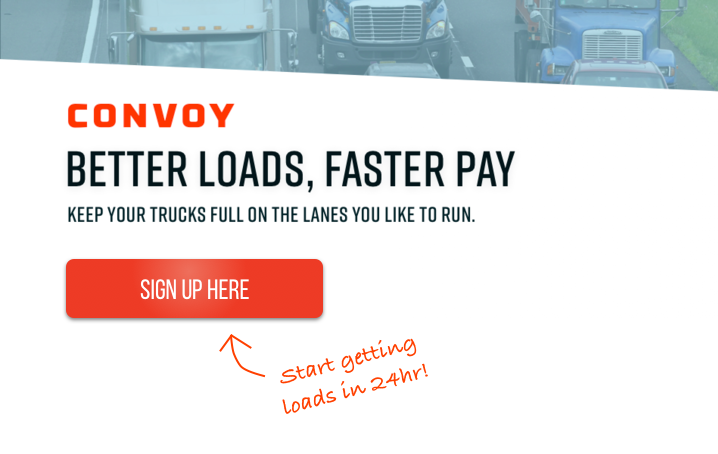 CONVOY
BETTER LOADS, FASTER PAY
KEEP YOUR TRUCKS FULL ON THE LANES YOU LIKE TO RUN.
SIGN UP HERE
Start getting
loads in 24hr!